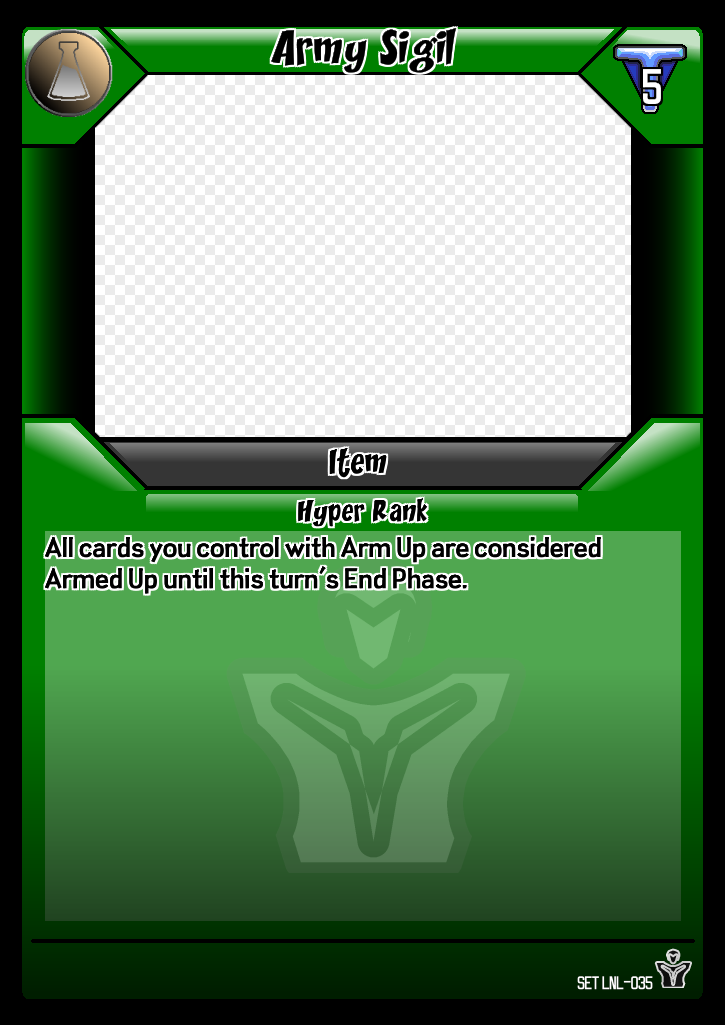 Army Sigil
5
Item
Hyper Rank
All cards you control with Arm Up are considered
Armed Up until this turn's End Phase.
SET LNL-035